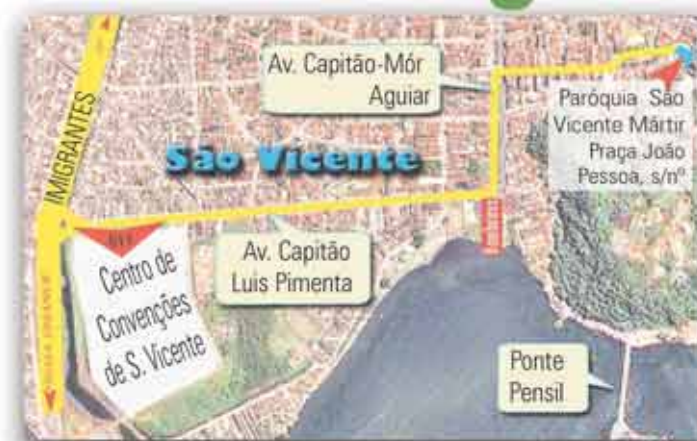 Av. Capitão-Mór
Aguiar
IMIGRANTES
Paróquia São
Vicente Mártir
Praça João
Pessoa, s/nº
São Vicente
Av. Capitão
Luis Pimenta
Centro de
Convenções
de S. Vicente
Ponte
Pensil